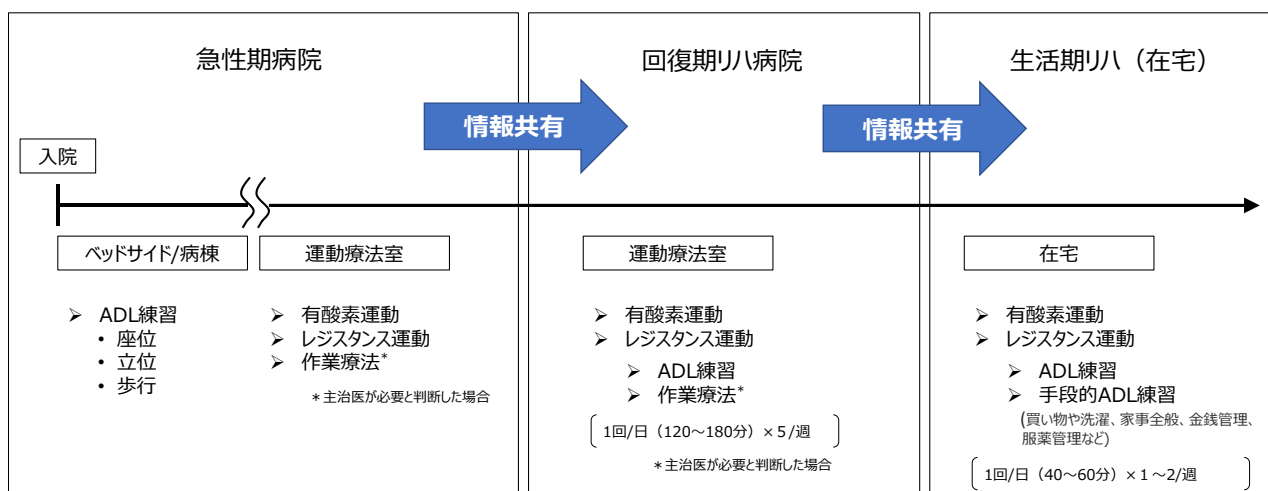 急性期病院
情報共有
入院
ベッドサイド/病棟
運動療法室
➢ ADL練習
• 座位
• 立位
• 歩行
➢ 有酸素運動
➢ レジスタンス運動
➢ 作業療法*
*主治医が必要と判断した場合
回復期リハ病院
情報共有
運動療法室
➢ 有酸素運動
➢ レジスタンス運動
➢ ADL練習
➢ 作業療法*
1回/日（120～180分）×５/週
*主治医が必要と判断した場合
生活期リハ（在宅）
在宅
➢ 有酸素運動
➢ レジスタンス運動
➢ ADL練習
➢ 手段的ADL練習
(買い物や洗濯、家事全般、金銭管理、
服薬管理など)
1回/日（40～60分）×１～2/週